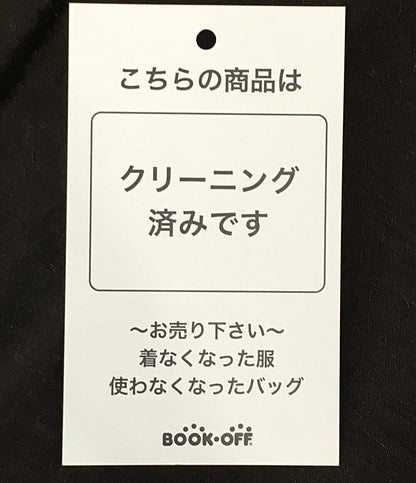 こちらの商品は
クリーニング
済みです
～お売り下さい～
着なくなった服
使わなくなったバッグ
BOOK・OFF